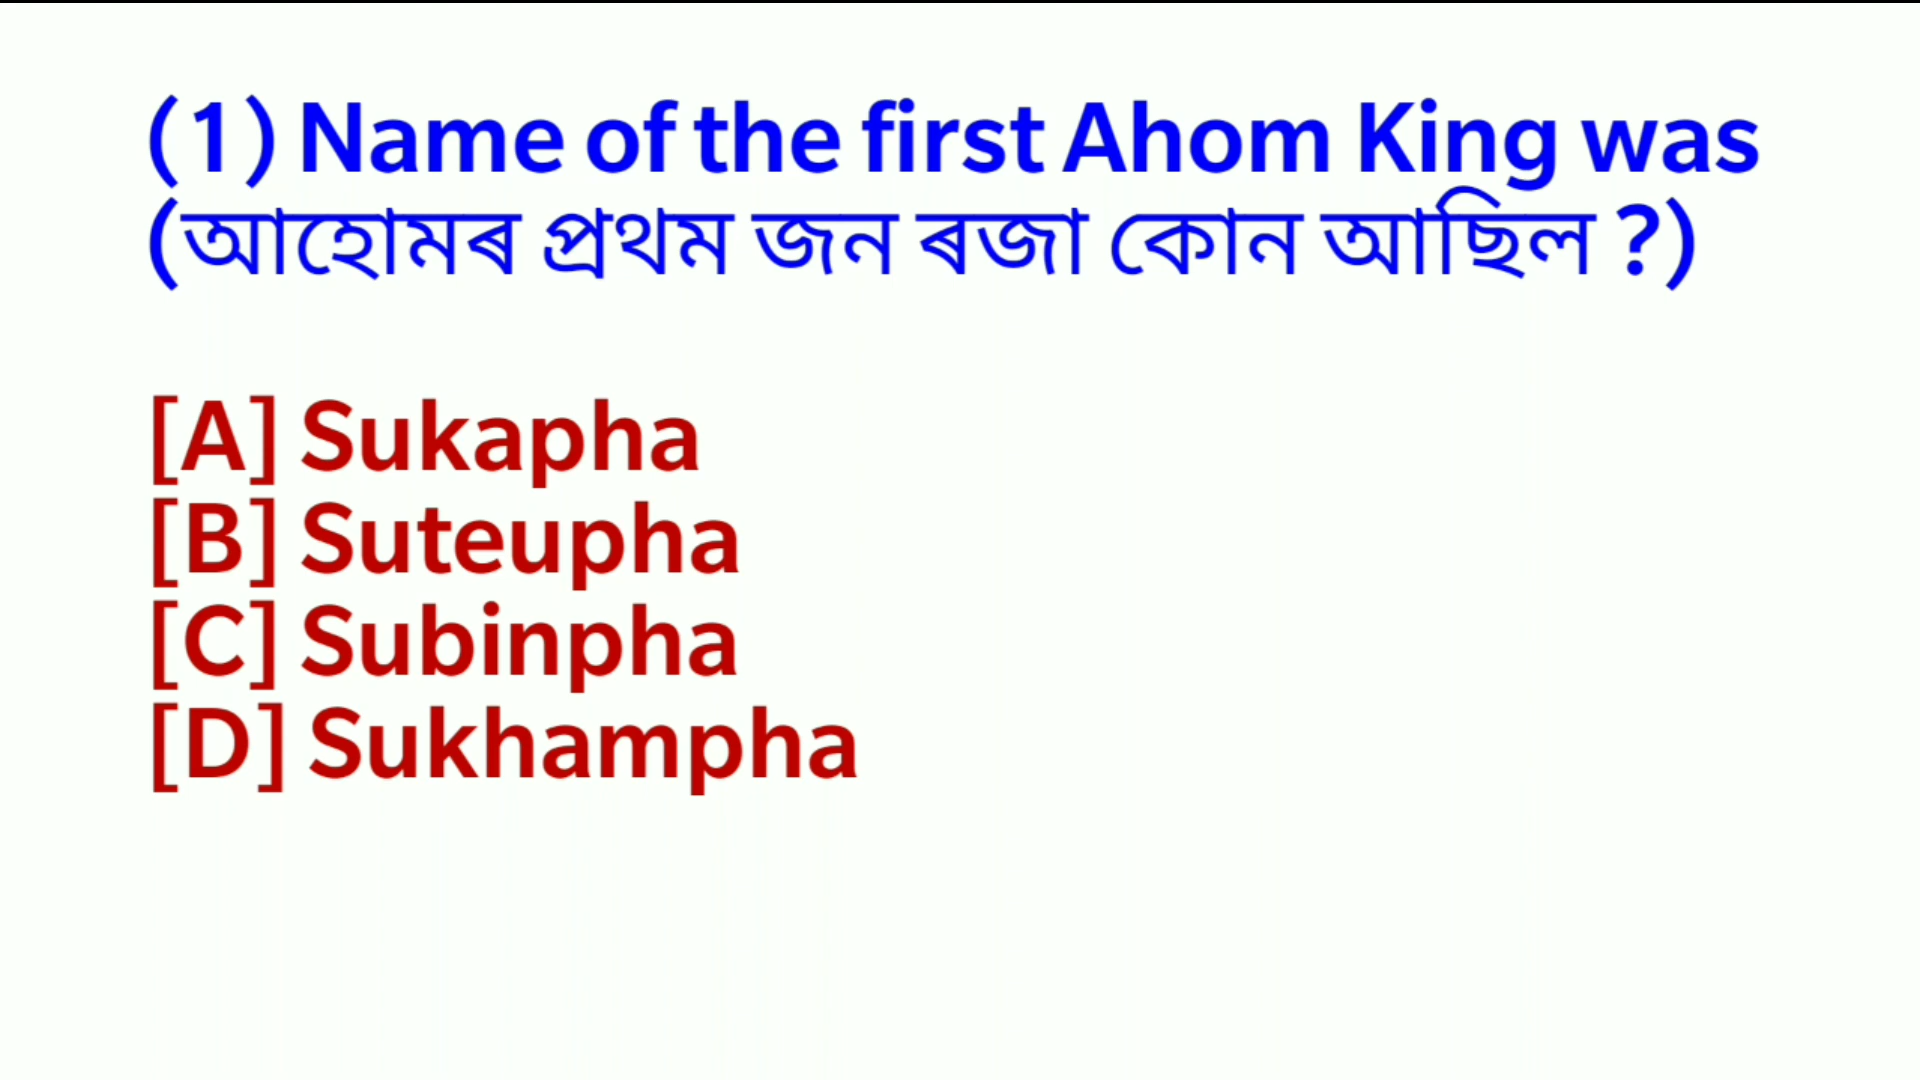 (1) Name of the first Ahom King was
(আহোমৰ প্ৰথম জন ৰজা কোন আছিল ?)
[A] Sukapha
[B] Suteupha
[C] Subinpha
[D] Sukhampha